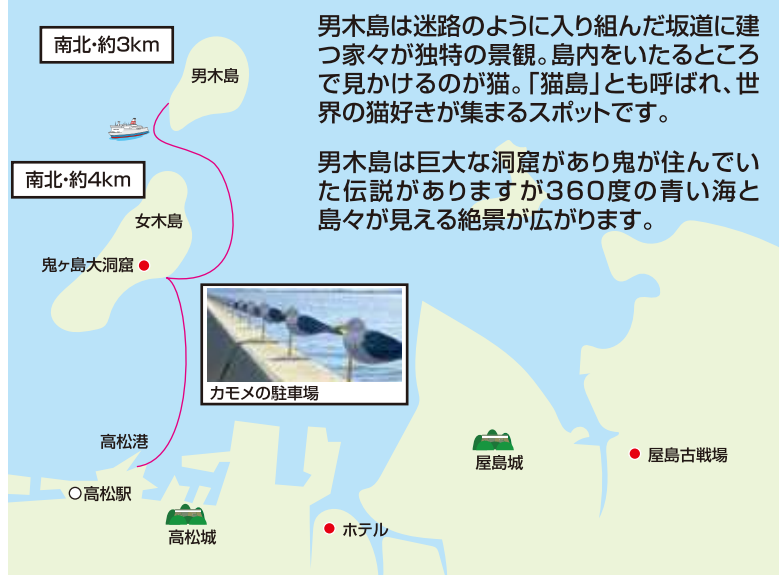 男木島は迷路のように入り組んだ坂道に建
つ家々が独特の景観。島内をいたるところ
で見かけるのが猫。「猫島」とも呼ばれ、世
界の猫好きが集まるスポットです。
男木島は巨大な洞窟があり鬼が住んでい
た伝説がありますが360度の青い海と
島々が見える絶景が広がります。
南北・約3km
男木島
南北・約4km
女木島
鬼ヶ島大洞窟
カモメの駐車場
高松港
高松駅
高松城
ホテル
屋島城
屋島古戦場